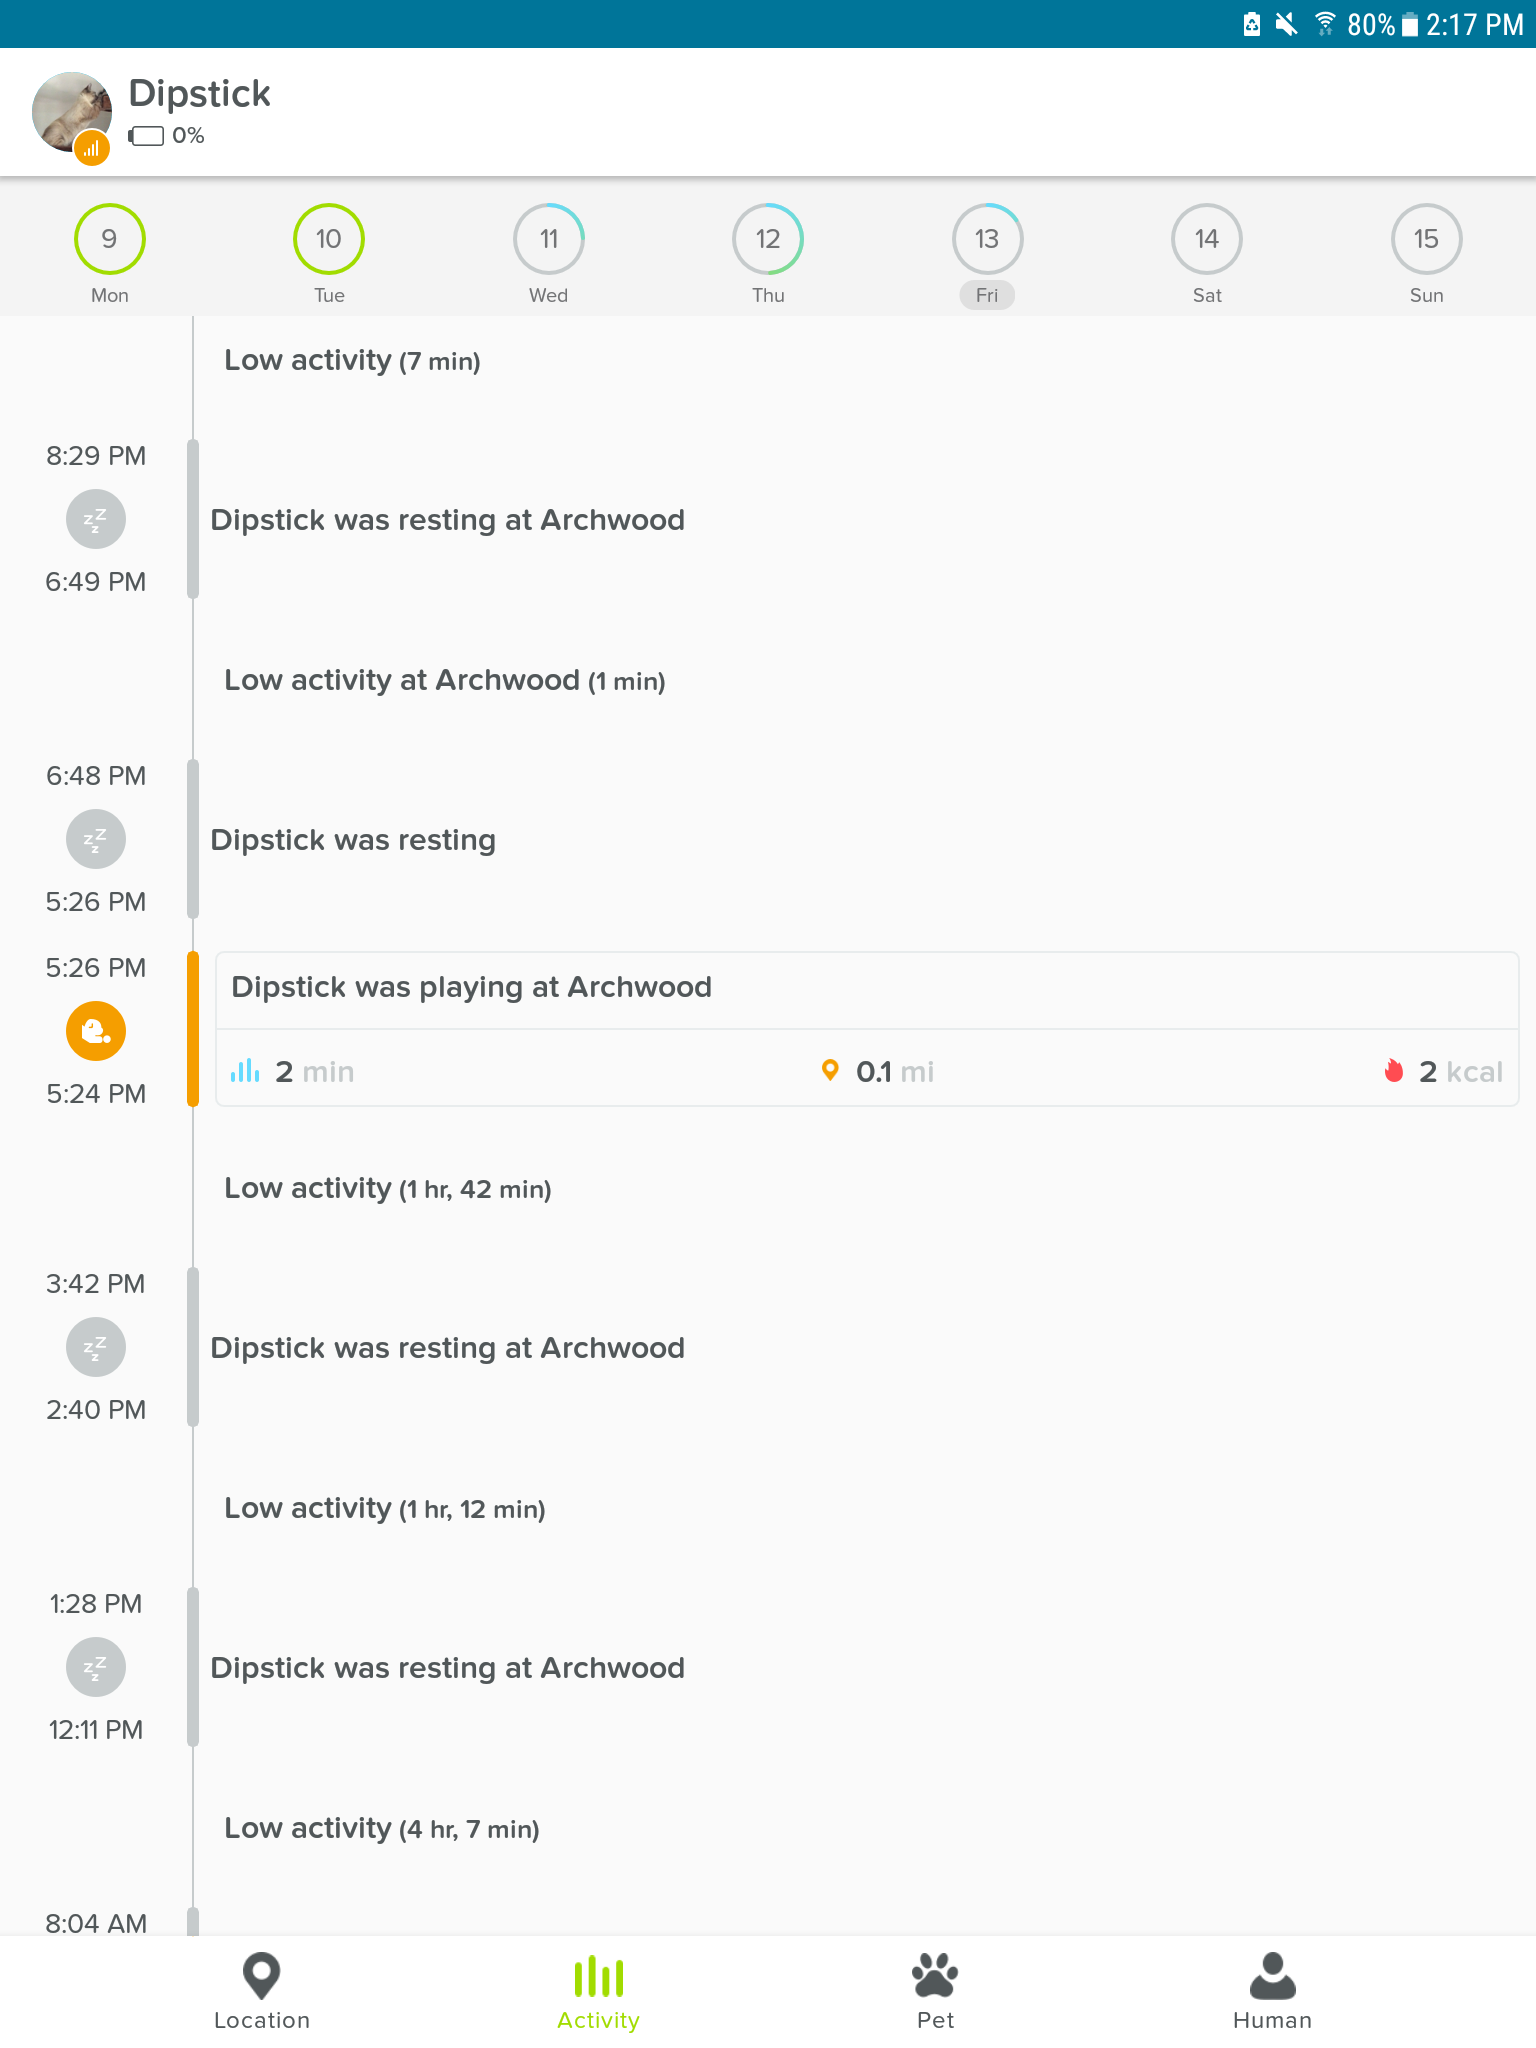 80% 2:17 PM
Dipstick
0%
9 10 11 12 13 14 15
Mon Tue Wed Thu Fri Sat Sun
Low activity (7 min)
8:29 PM
zZz
Dipstick was resting at Archwood
6:49 PM
Low activity at Archwood (1 min)
6:48 PM
zZz
Dipstick was resting
5:26 PM
5:26 PM
Dipstick was playing at Archwood
2 min 0.1 mi 2 kcal
5:24 PM
Low activity (1 hr, 42 min)
3:42 PM
zZz
Dipstick was resting at Archwood
2:40 PM
Low activity (1 hr, 12 min)
1:28 PM
zZz
Dipstick was resting at Archwood
12:11 PM
Low activity (4 hr, 7 min)
8:04 AM
Location Activity Pet Human